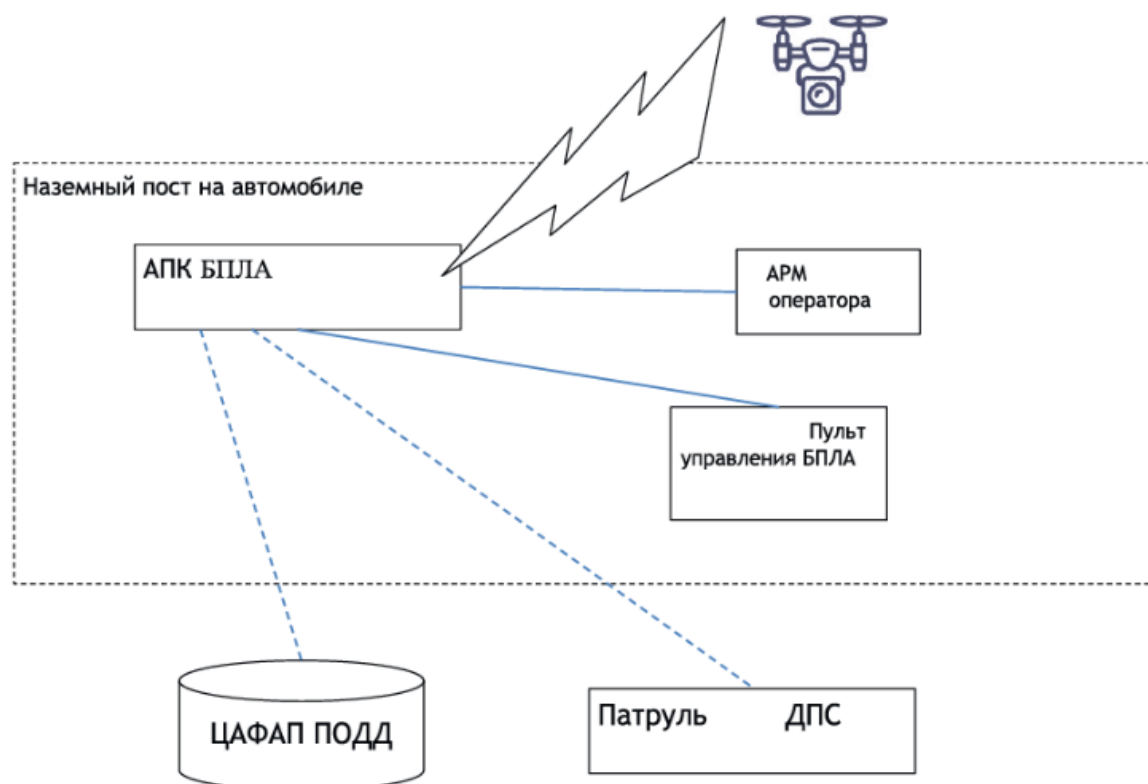 Наземный пост на автомобиле
АПК БПЛА
АРМ
оператора
Пульт
управления БПЛА
ЦАФАП ПОДД
Патруль ДПС